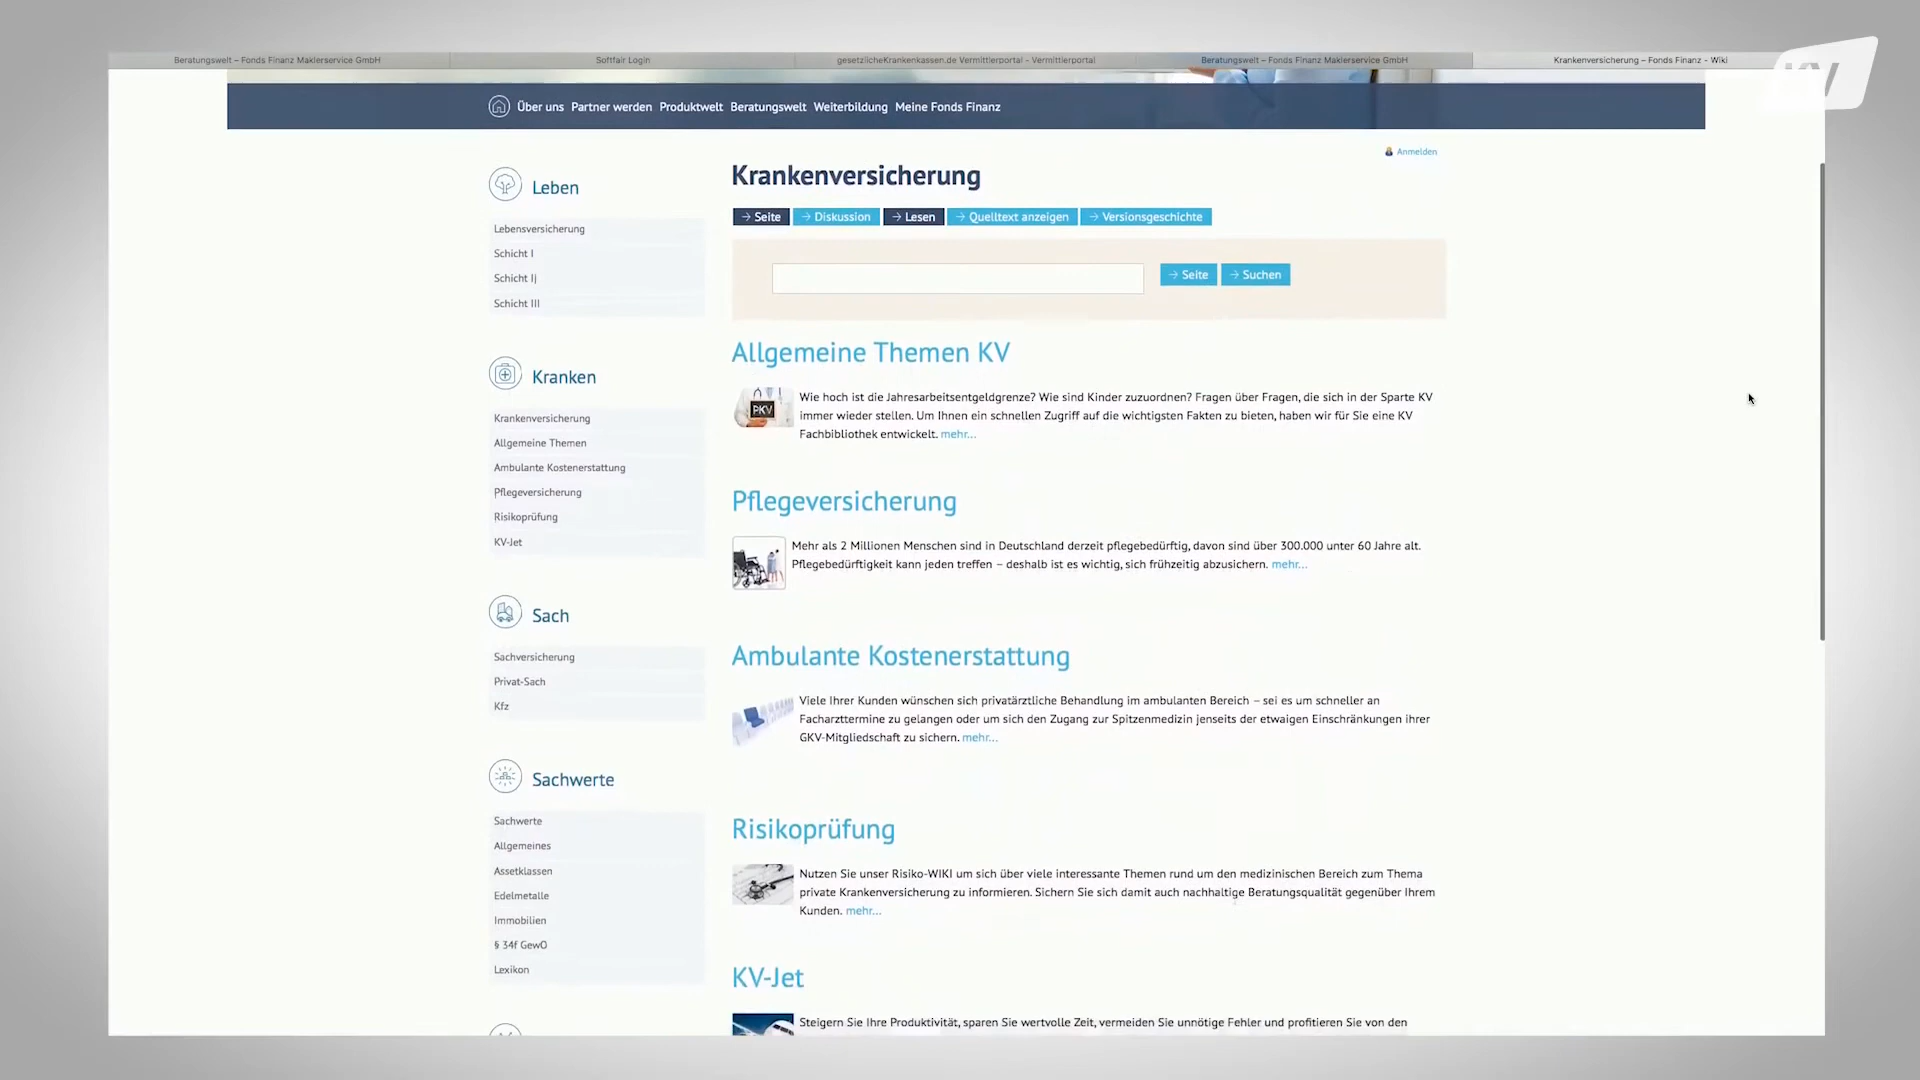 Beratungswelt – Fonds Finanz Maklerservice GmbH
Softfair Login
gesetzlicheKrankenkassen.de Vermittlerportal - Vermittlerportal
Beratungswelt – Fonds Finanz Maklerservice GmbH
Krankenversicherung – Fonds Finanz - Wiki
KV
Über uns Partner werden Produktwelt Beratungswelt Weiterbildung Meine Fonds Finanz
Anmelden
Leben
Lebensversicherung
Schicht I
Schicht II
Schicht III
Kranken
Krankenversicherung
Allgemeine Themen
Ambulante Kostenerstattung
Pflegeversicherung
Risikoprüfung
KV-Jet
Sach
Sachversicherung
Privat-Sach
Kfz
Sachwerte
Sachwerte
Allgemeines
Assetklassen
Edelmetalle
Immobilien
§ 34f GewO
Lexikon
Krankenversicherung
→ Seite → Diskussion → Lesen → Quelltext anzeigen → Versionsgeschichte
→ Seite → Suchen
Allgemeine Themen KV
PKV
Wie hoch ist die Jahresarbeitsentgeldgrenze? Wie sind Kinder zuzuordnen? Fragen über Fragen, die sich in der Sparte KV
immer wieder stellen. Um Ihnen ein schnellen Zugriff auf die wichtigsten Fakten zu bieten, haben wir für Sie eine KV
Fachbibliothek entwickelt. mehr...
Pflegeversicherung
Mehr als 2 Millionen Menschen sind in Deutschland derzeit pflegebedürftig, davon sind über 300.000 unter 60 Jahre alt.
Pflegebedürftigkeit kann jeden treffen – deshalb ist es wichtig, sich frühzeitig abzusichern. mehr...
Ambulante Kostenerstattung
Viele Ihrer Kunden wünschen sich privatärztliche Behandlung im ambulanten Bereich – sei es um schneller an
Facharzttermine zu gelangen oder um sich den Zugang zur Spitzenmedizin jenseits der etwaigen Einschränkungen ihrer
GKV-Mitgliedschaft zu sichern. mehr...
Risikoprüfung
Nutzen Sie unser Risiko-WIKI um sich über viele interessante Themen rund um den medizinischen Bereich zum Thema
private Krankenversicherung zu informieren. Sichern Sie sich damit auch nachhaltige Beratungsqualität gegenüber Ihrem
Kunden. mehr...
KV-Jet
Steigern Sie Ihre Produktivität, sparen Sie wertvolle Zeit, vermeiden Sie unnötige Fehler und profitieren Sie von den